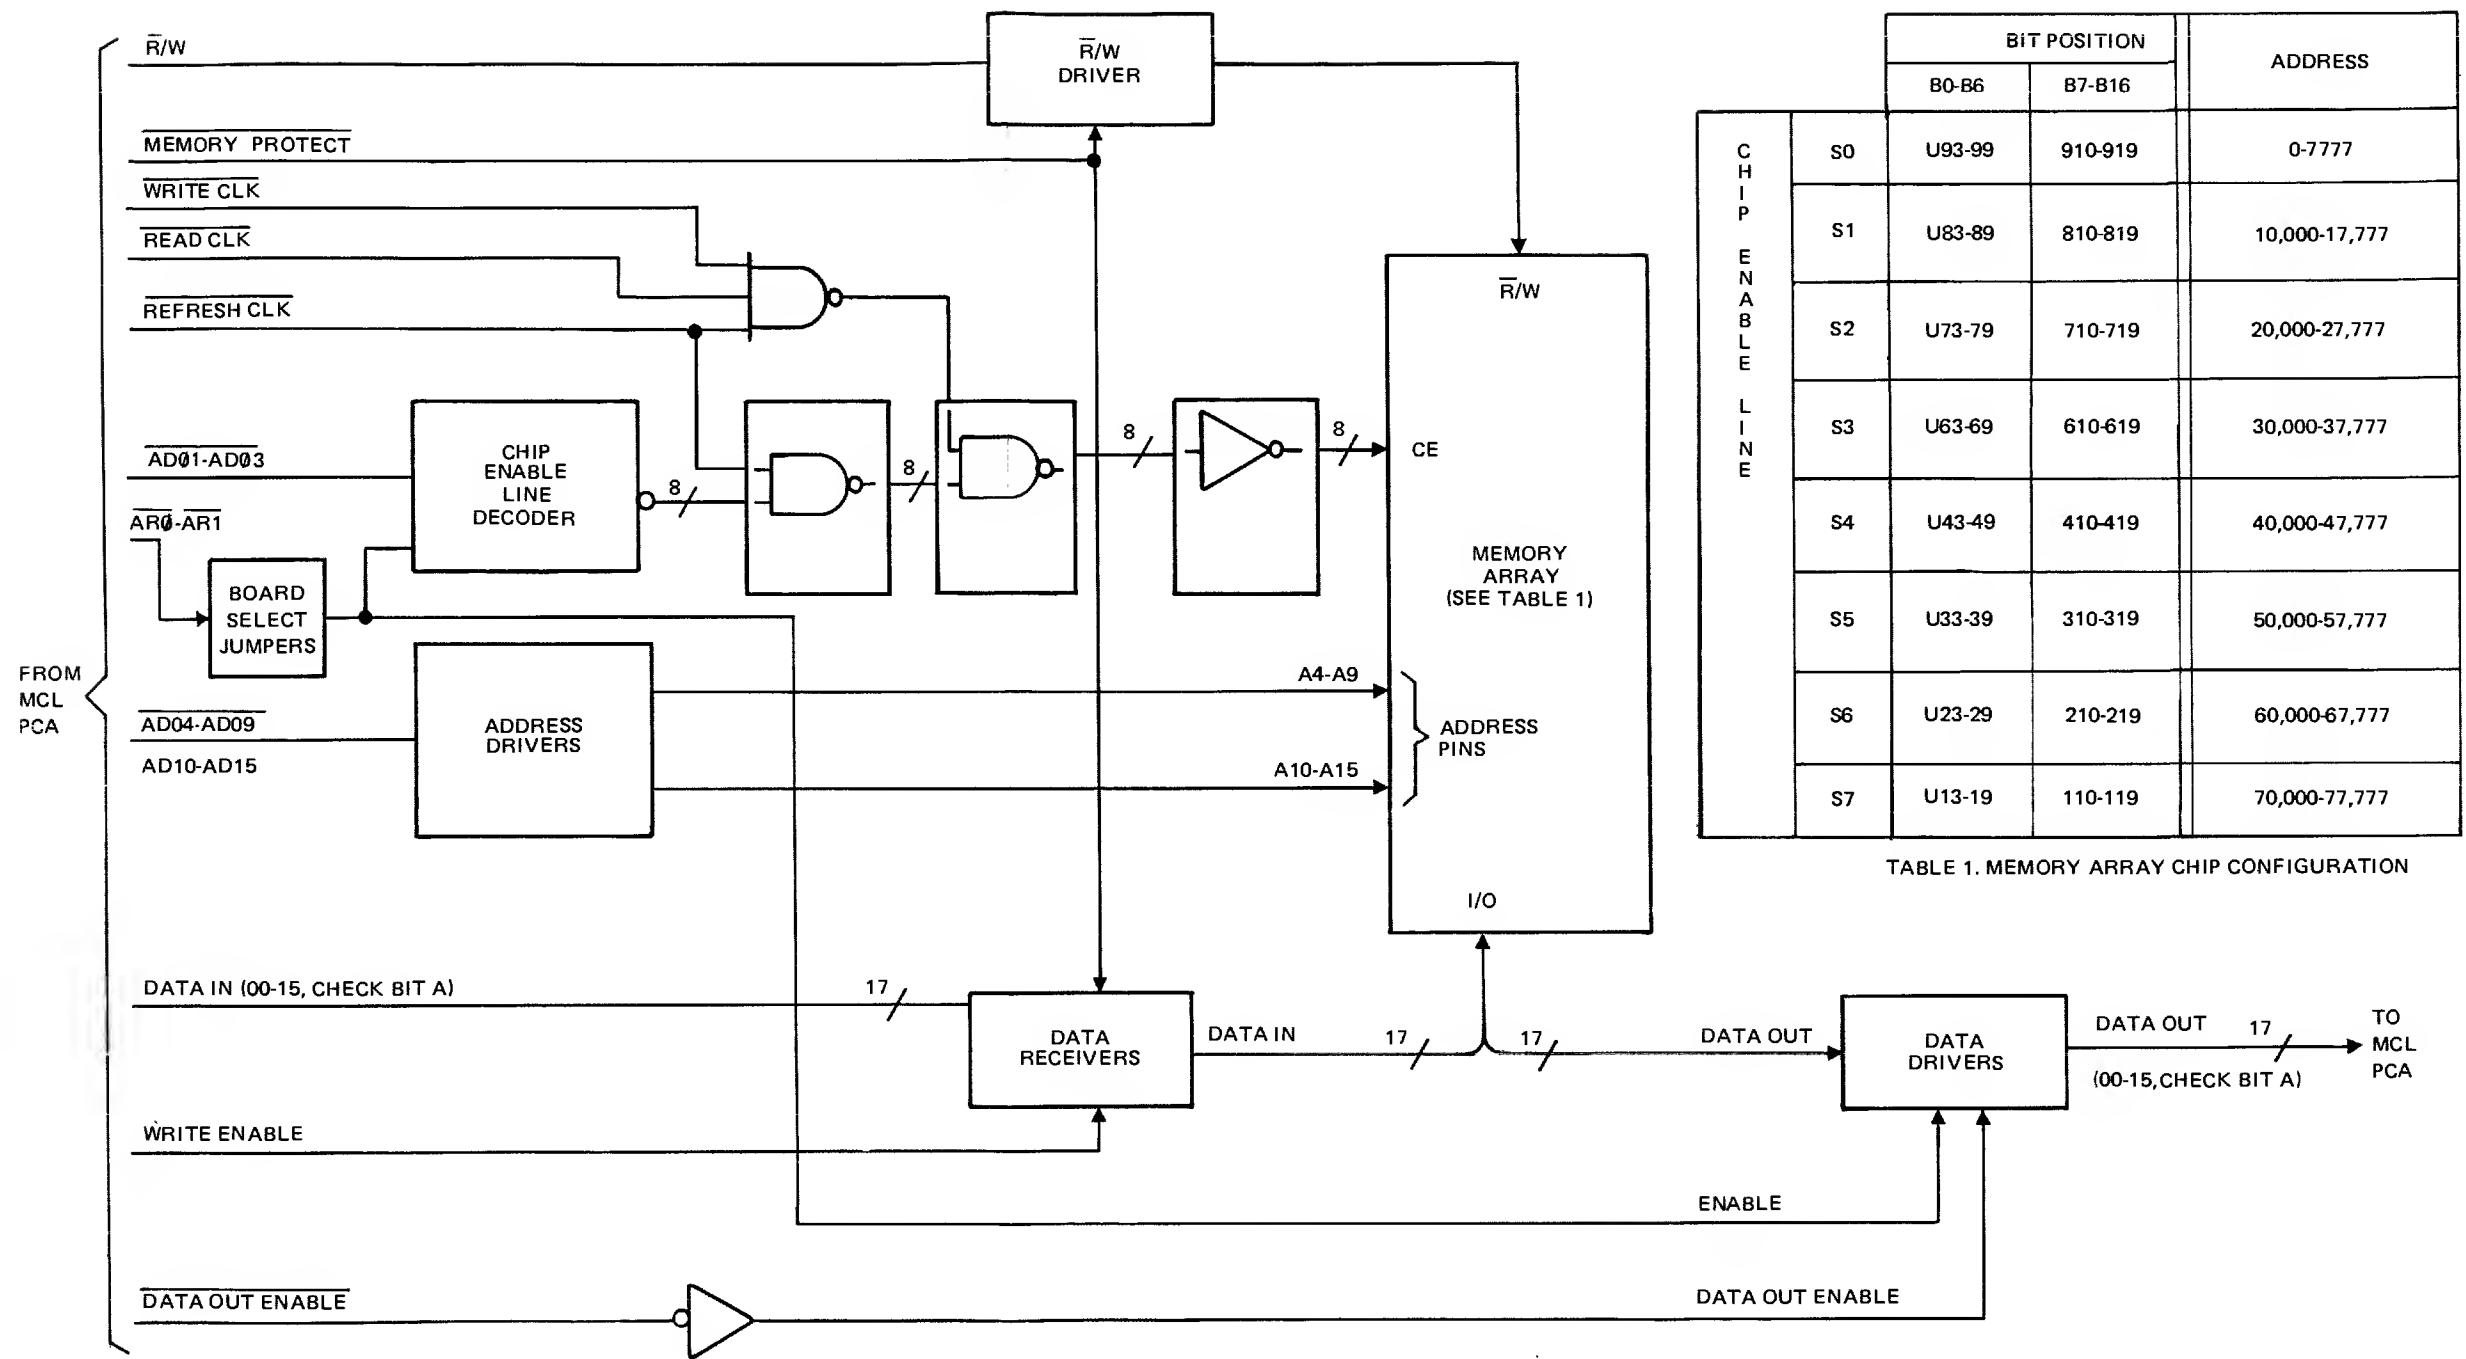 R̅/W
MEMORY PROTECT
WRITE CLK
READ CLK
REFRESH CLK
AD01-AD03
AR0-AR1
FROM
MCL
PCA
AD04-AD09
AD10-AD15
DATA IN (00-15, CHECK BIT A)
WRITE ENABLE
DATA OUT ENABLE
R̅/W
DRIVER
CHIP
ENABLE
LINE
DECODER
8
8
8
8
BOARD
SELECT
JUMPERS
ADDRESS
DRIVERS
R̅/W
CE
MEMORY
ARRAY
(SEE TABLE 1)
A4-A9
A10-A15
ADDRESS
PINS
I/O
17
DATA
RECEIVERS
DATA IN
17
17
DATA OUT
DATA
DRIVERS
DATA OUT
17
(00-15, CHECK BIT A)
TO
MCL
PCA
ENABLE
DATA OUT ENABLE
BIT POSITION
ADDRESS
B0-B6 B7-B16
CHIP ENABLE LINE
S0 U93-99 910-919 0-7777
S1 U83-89 810-819 10,000-17,777
S2 U73-79 710-719 20,000-27,777
S3 U63-69 610-619 30,000-37,777
S4 U43-49 410-419 40,000-47,777
S5 U33-39 310-319 50,000-57,777
S6 U23-29 210-219 60,000-67,777
S7 U13-19 110-119 70,000-77,777
TABLE 1. MEMORY ARRAY CHIP CONFIGURATION